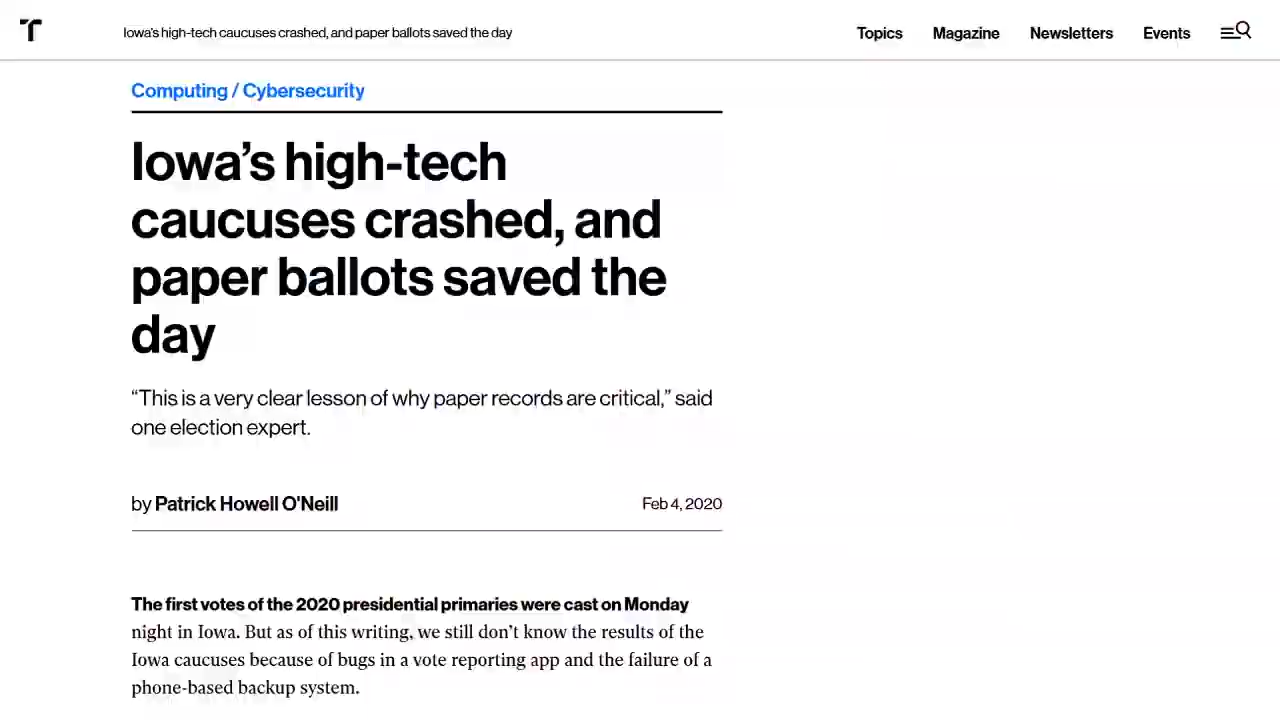 Iowa's high-tech caucuses crashed, and paper ballots saved the day
Topics
Magazine
Newsletters
Events
Computing / Cybersecurity
Iowa’s high-tech
caucuses crashed, and
paper ballots saved the
day
“This is a very clear lesson of why paper records are critical,” said
one election expert.
by Patrick Howell O'Neill
Feb 4, 2020
The first votes of the 2020 presidential primaries were cast on Monday
night in Iowa. But as of this writing, we still don’t know the results of the
Iowa caucuses because of bugs in a vote reporting app and the failure of a
phone-based backup system.